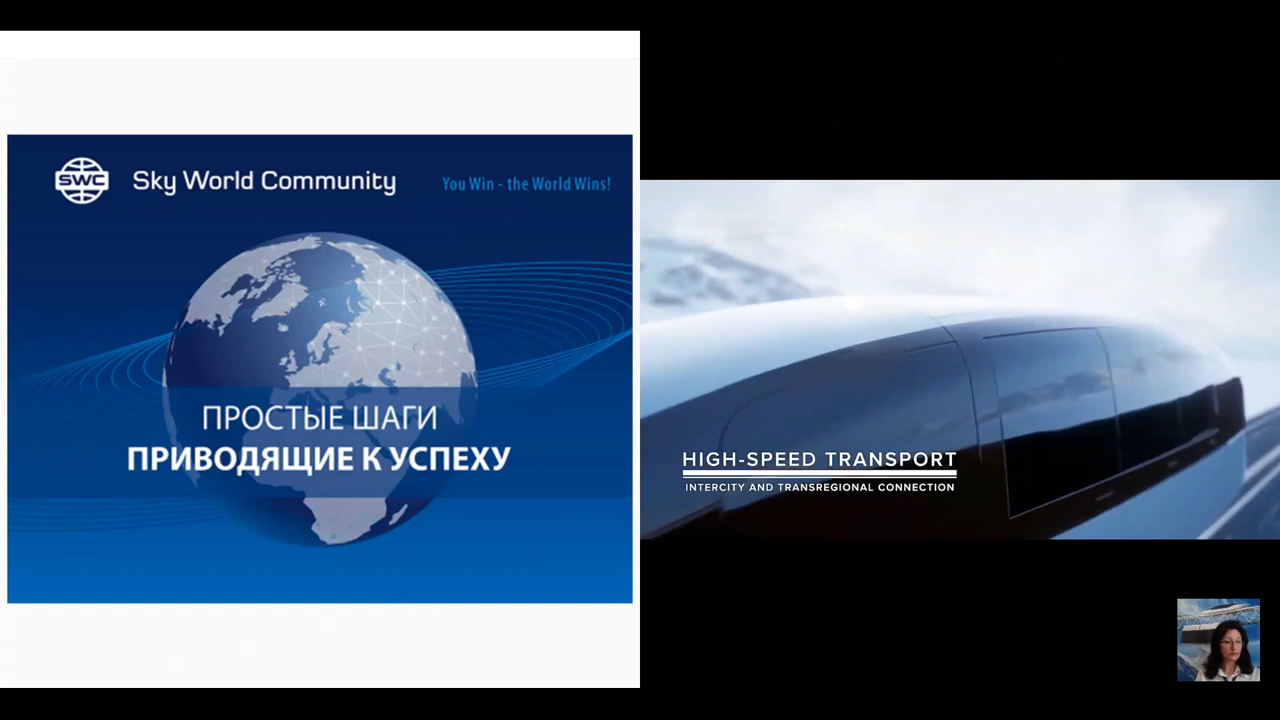 SWC
Sky World Community
You Win - the World Wins!
ПРОСТЫЕ ШАГИ
ПРИВОДЯЩИЕ К УСПЕХУ
HIGH-SPEED TRANSPORT
INTERCITY AND TRANSREGIONAL CONNECTION